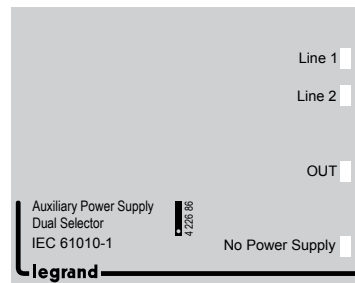 Line 1
Line 2
OUT
Auxiliary Power Supply
Dual Selector
IEC 61010-1
4 226 86
No Power Supply
legrand